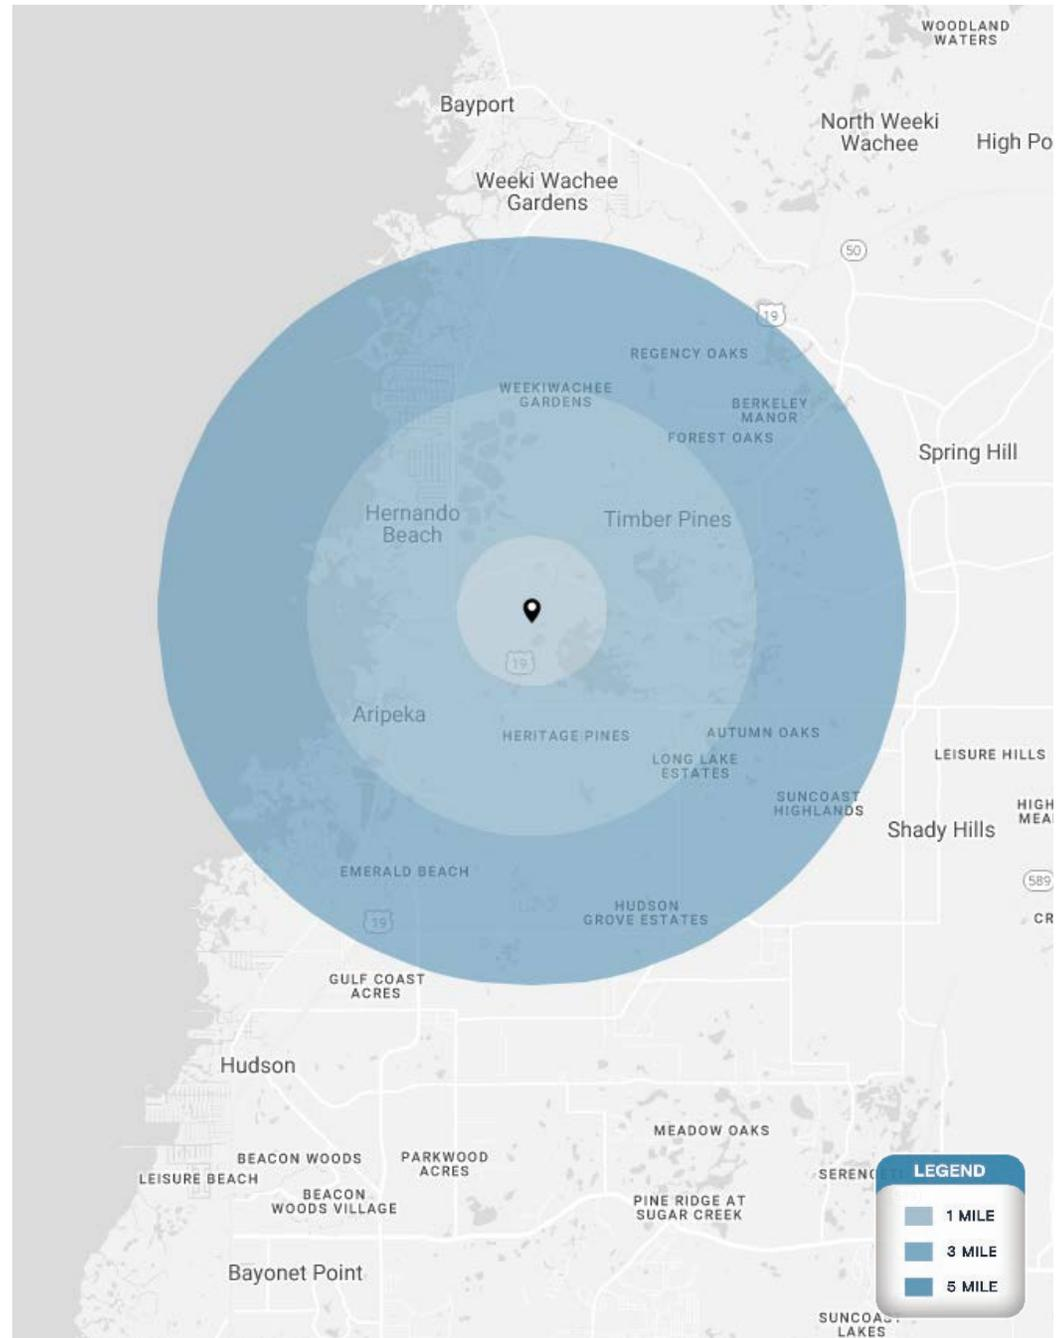 WOODLAND
WATERS
Bayport
North Weeki
Wachee
High Po
Weeki Wachee
Gardens
50
19
REGENCY OAKS
WEEKIWACHEE
GARDENS
BERKELEY
MANOR
FOREST OAKS
Spring Hill
Hernando
Beach
Timber Pines
19
Aripeka
HERITAGE PINES
AUTUMN OAKS
LONG LAKE
ESTATES
LEISURE HILLS
SUNCOAST
HIGHLANDS
HIGH
MEA
Shady Hills
EMERALD BEACH
589
HUDSON
GROVE ESTATES
19
CR
GULF COAST
ACRES
Hudson
MEADOW OAKS
BEACON WOODS
PARKWOOD
ACRES
LEISURE BEACH
SERENGETI
BEACON
WOODS VILLAGE
PINE RIDGE AT
SUGAR CREEK
Bayonet Point
SUNCOAST
LAKES
LEGEND
1 MILE
3 MILE
5 MILE